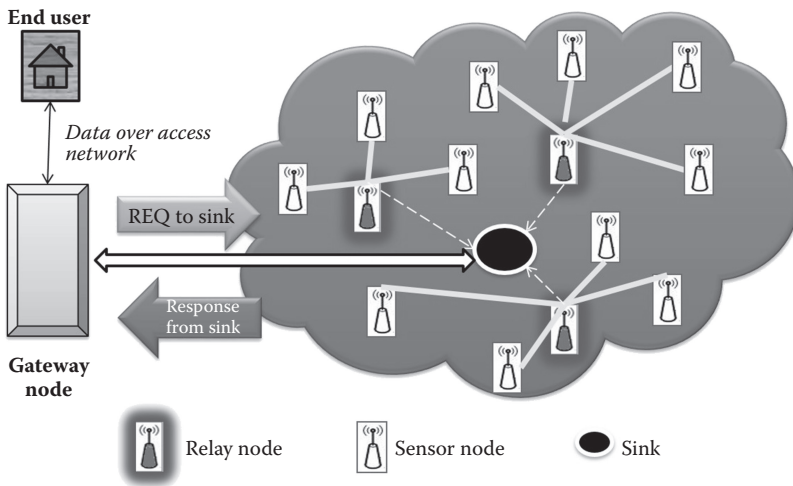 End user
Data over access
network
REQ to sink
Response
from sink
Gateway
node
Relay node
Sensor node
Sink